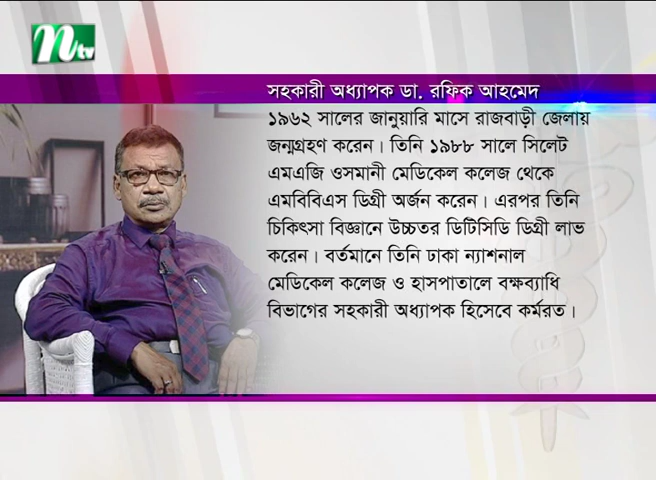 ntv
সহকারী অধ্যাপক ডা. রফিক আহমেদ
১৯৬২ সালের জানুয়ারি মাসে রাজবাড়ী জেলায়
জন্মগ্রহণ করেন। তিনি ১৯৮৮ সালে সিলেট
এমএজি ওসমানী মেডিকেল কলেজ থেকে
এমবিবিএস ডিগ্রী অর্জন করেন। এরপর তিনি
চিকিৎসা বিজ্ঞানে উচ্চতর ডিটিসিডি ডিগ্রী লাভ
করেন। বর্তমানে তিনি ঢাকা ন্যাশনাল
মেডিকেল কলেজ ও হাসপাতালে বক্ষব্যাধি
বিভাগের সহকারী অধ্যাপক হিসেবে কর্মরত।